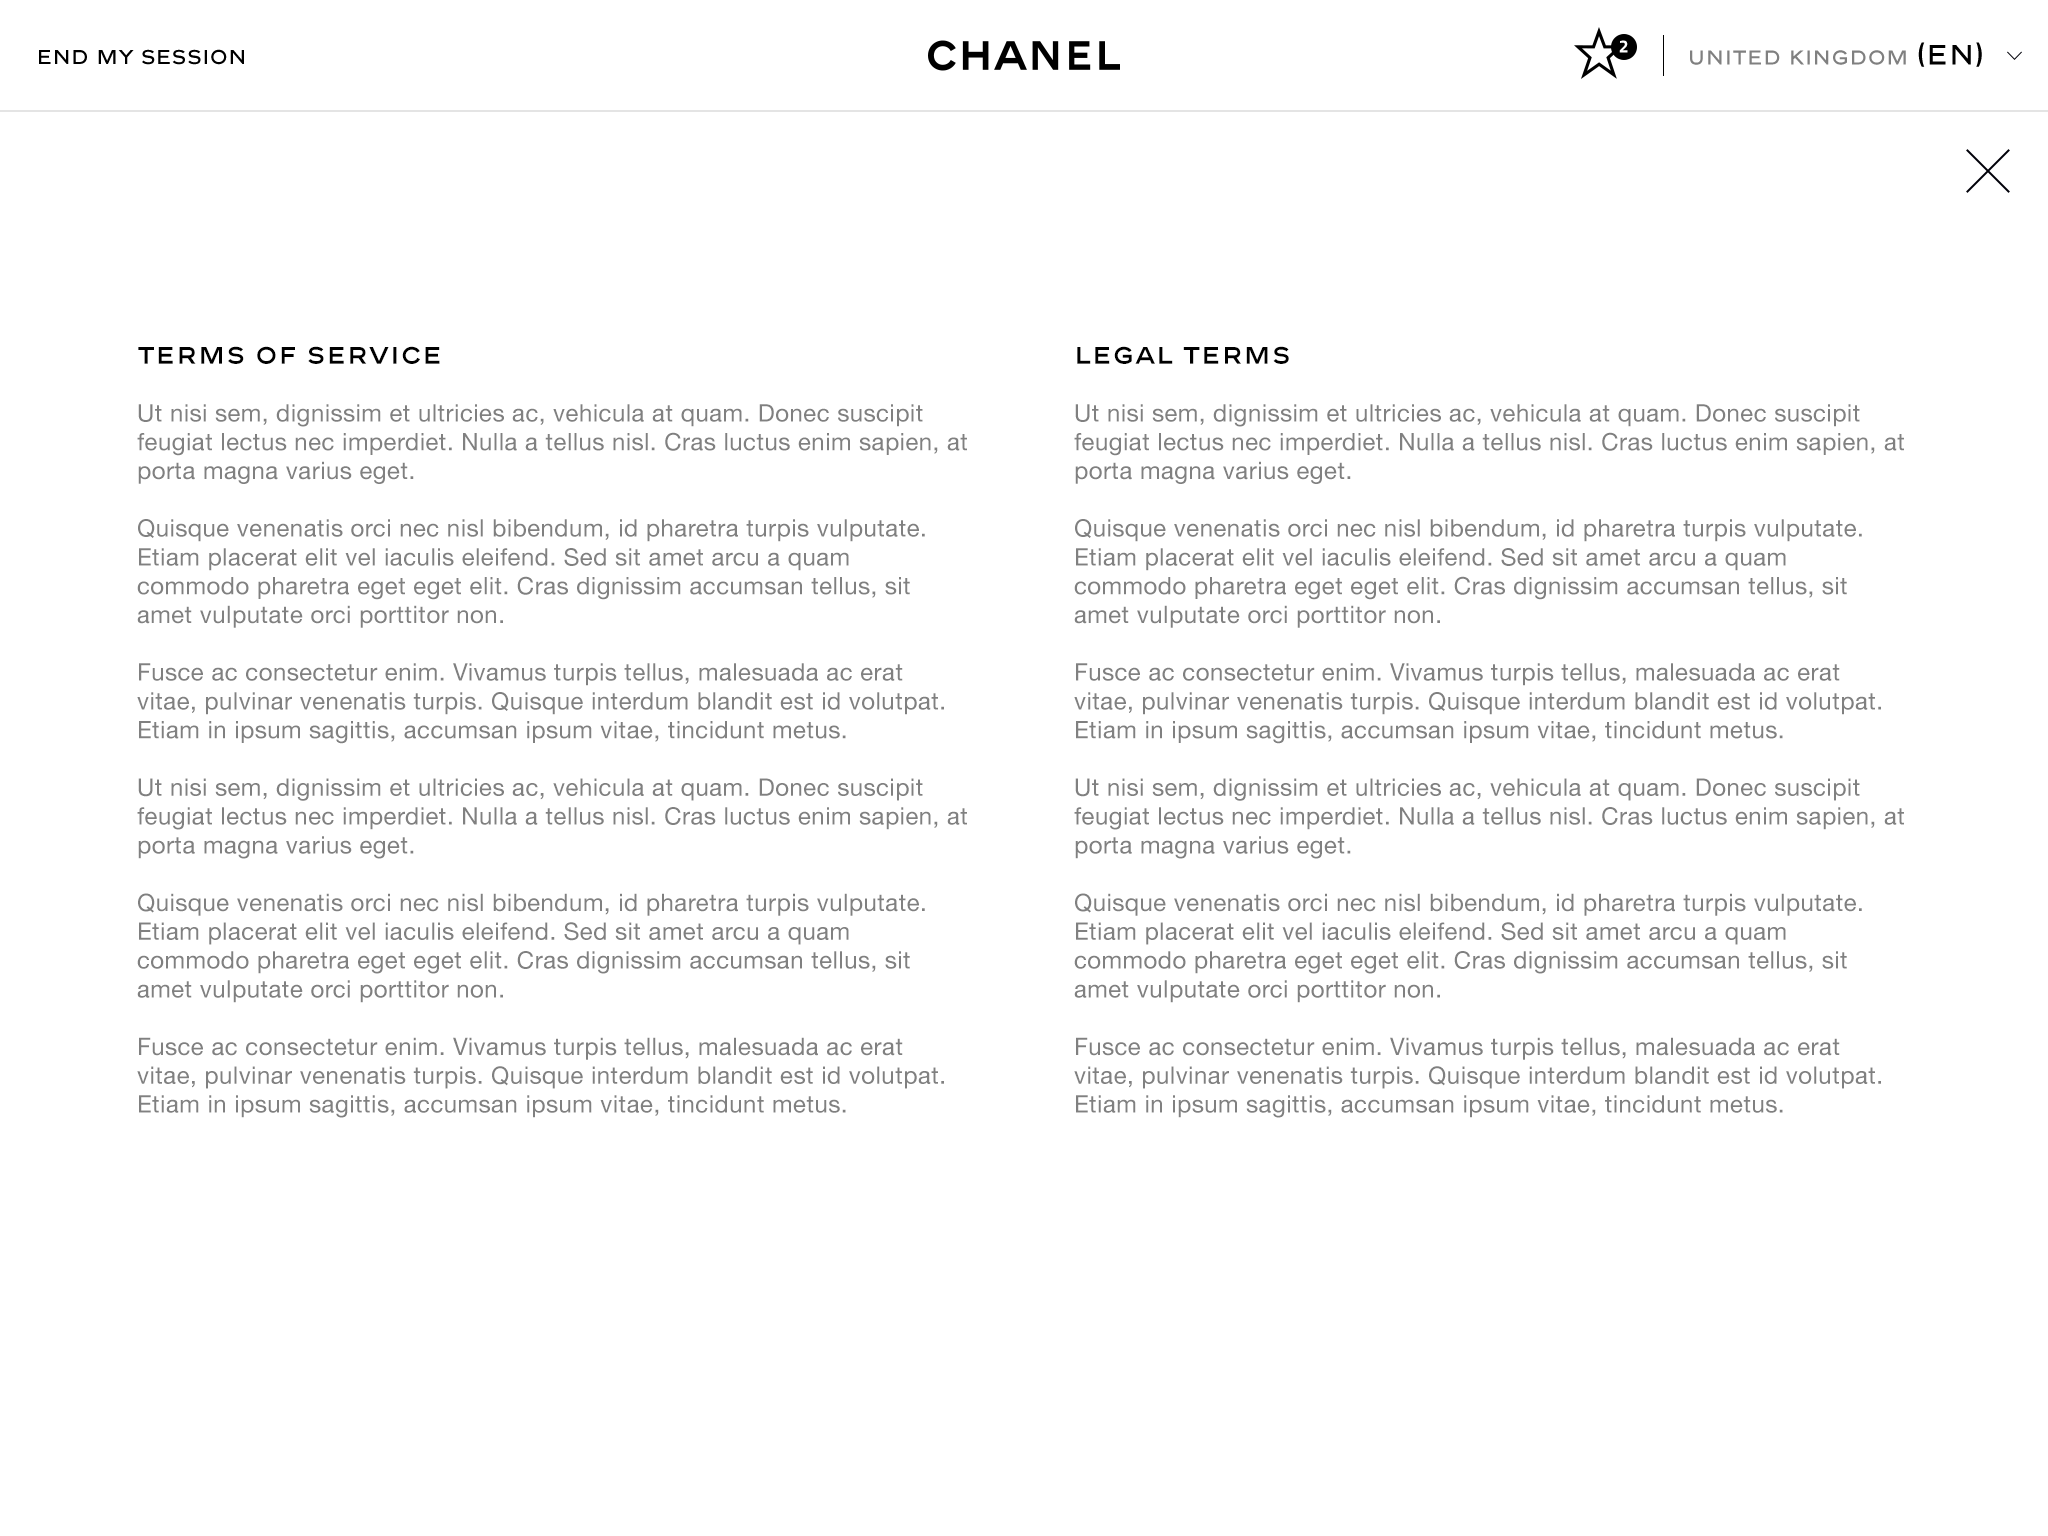 END MY SESSION
CHANEL
2
UNITED KINGDOM (EN)
TERMS OF SERVICE
Ut nisi sem, dignissim et ultricies ac, vehicula at quam. Donec suscipit
feugiat lectus nec imperdiet. Nulla a tellus nisl. Cras luctus enim sapien, at
porta magna varius eget.
Quisque venenatis orci nec nisl bibendum, id pharetra turpis vulputate.
Etiam placerat elit vel iaculis eleifend. Sed sit amet arcu a quam
commodo pharetra eget eget elit. Cras dignissim accumsan tellus, sit
amet vulputate orci porttitor non.
Fusce ac consectetur enim. Vivamus turpis tellus, malesuada ac erat
vitae, pulvinar venenatis turpis. Quisque interdum blandit est id volutpat.
Etiam in ipsum sagittis, accumsan ipsum vitae, tincidunt metus.
Ut nisi sem, dignissim et ultricies ac, vehicula at quam. Donec suscipit
feugiat lectus nec imperdiet. Nulla a tellus nisl. Cras luctus enim sapien, at
porta magna varius eget.
Quisque venenatis orci nec nisl bibendum, id pharetra turpis vulputate.
Etiam placerat elit vel iaculis eleifend. Sed sit amet arcu a quam
commodo pharetra eget eget elit. Cras dignissim accumsan tellus, sit
amet vulputate orci porttitor non.
Fusce ac consectetur enim. Vivamus turpis tellus, malesuada ac erat
vitae, pulvinar venenatis turpis. Quisque interdum blandit est id volutpat.
Etiam in ipsum sagittis, accumsan ipsum vitae, tincidunt metus.
LEGAL TERMS
Ut nisi sem, dignissim et ultricies ac, vehicula at quam. Donec suscipit
feugiat lectus nec imperdiet. Nulla a tellus nisl. Cras luctus enim sapien, at
porta magna varius eget.
Quisque venenatis orci nec nisl bibendum, id pharetra turpis vulputate.
Etiam placerat elit vel iaculis eleifend. Sed sit amet arcu a quam
commodo pharetra eget eget elit. Cras dignissim accumsan tellus, sit
amet vulputate orci porttitor non.
Fusce ac consectetur enim. Vivamus turpis tellus, malesuada ac erat
vitae, pulvinar venenatis turpis. Quisque interdum blandit est id volutpat.
Etiam in ipsum sagittis, accumsan ipsum vitae, tincidunt metus.
Ut nisi sem, dignissim et ultricies ac, vehicula at quam. Donec suscipit
feugiat lectus nec imperdiet. Nulla a tellus nisl. Cras luctus enim sapien, at
porta magna varius eget.
Quisque venenatis orci nec nisl bibendum, id pharetra turpis vulputate.
Etiam placerat elit vel iaculis eleifend. Sed sit amet arcu a quam
commodo pharetra eget eget elit. Cras dignissim accumsan tellus, sit
amet vulputate orci porttitor non.
Fusce ac consectetur enim. Vivamus turpis tellus, malesuada ac erat
vitae, pulvinar venenatis turpis. Quisque interdum blandit est id volutpat.
Etiam in ipsum sagittis, accumsan ipsum vitae, tincidunt metus.